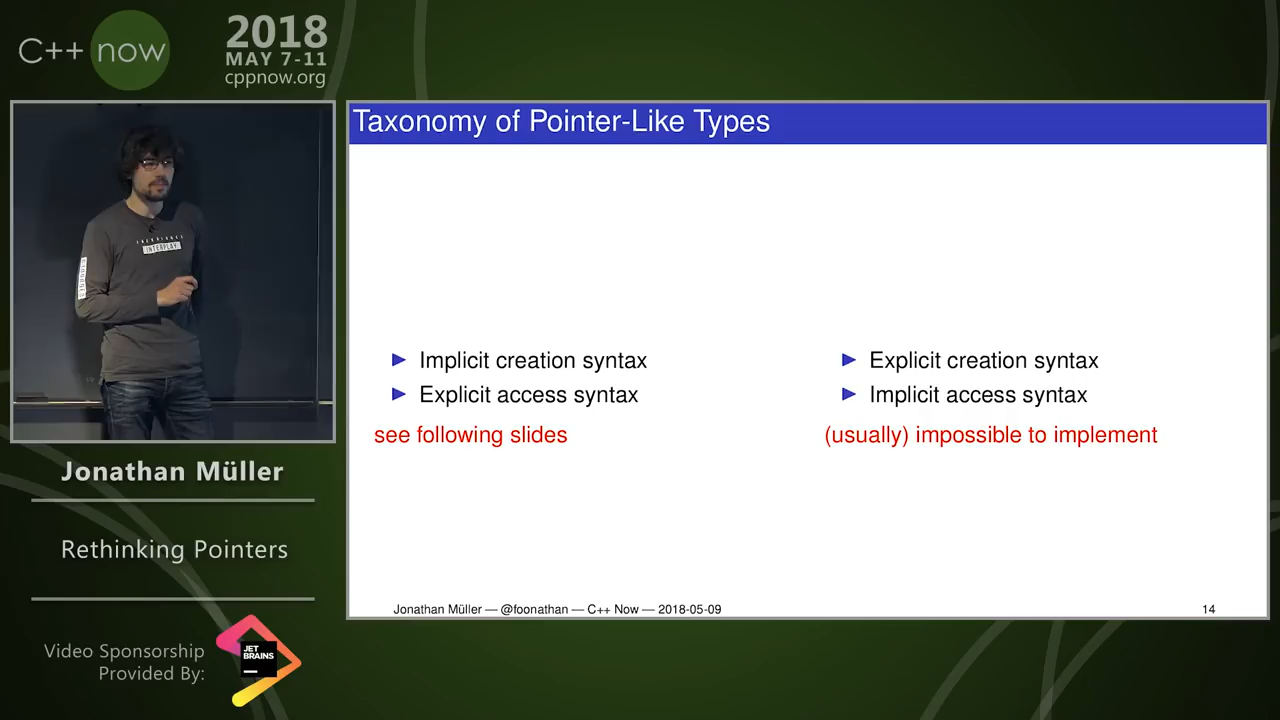 C++ now
2018
MAY 7-11
cppnow.org
INTERPLAY
Taxonomy of Pointer-Like Types
Implicit creation syntax
Explicit access syntax
see following slides
Explicit creation syntax
Implicit access syntax
(usually) impossible to implement
Jonathan Müller — @foonathan — C++ Now — 2018-05-09
14
Jonathan Müller
Rethinking Pointers
Video Sponsorship
Provided By:
JET
BRAINS